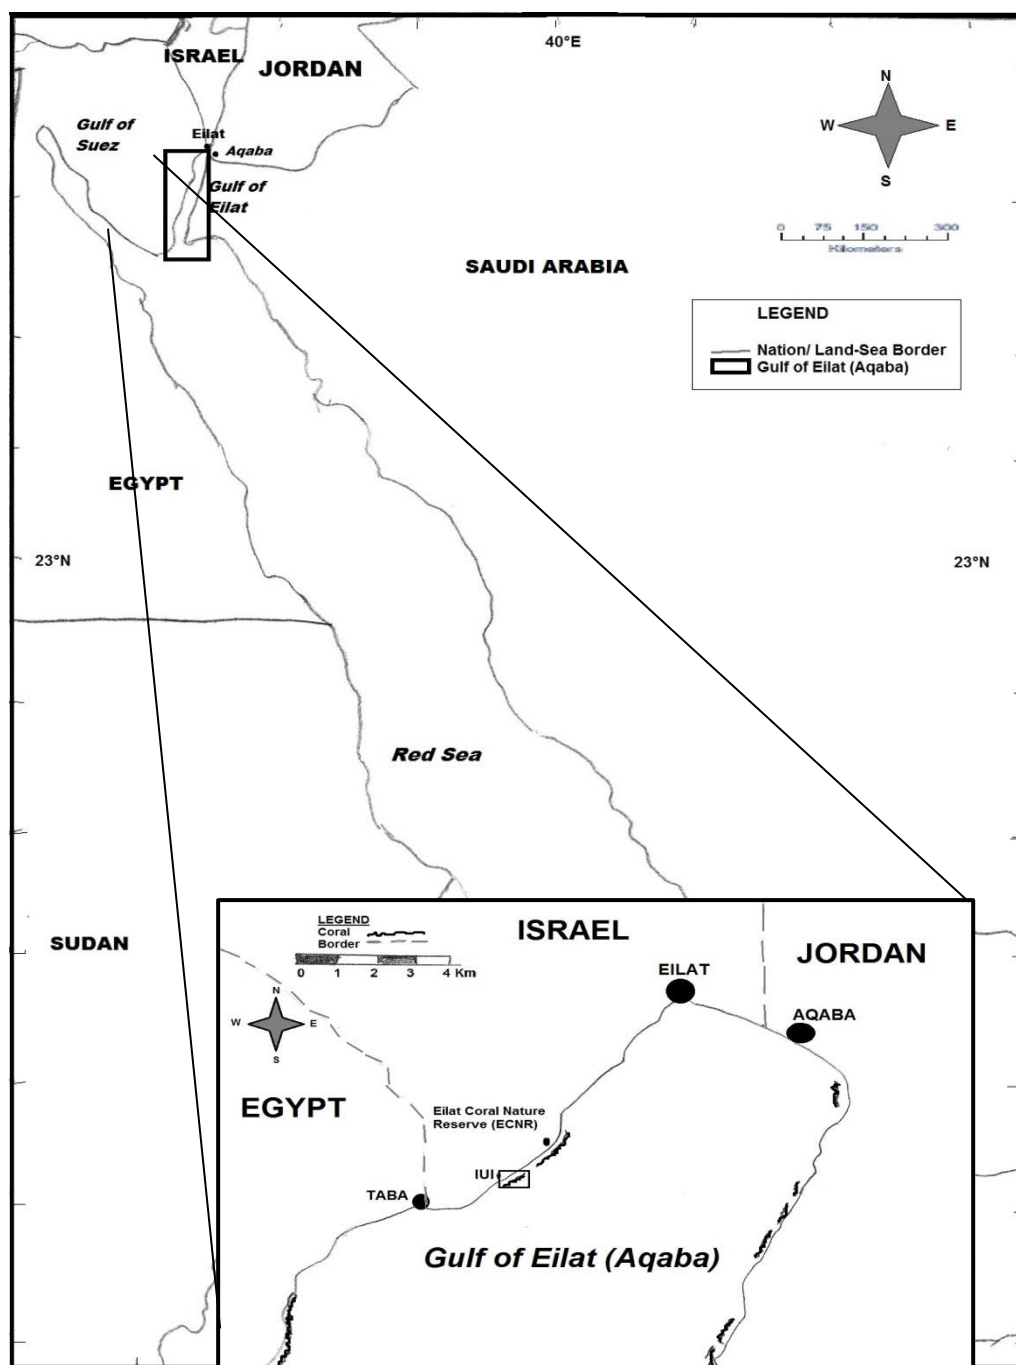 40°E
ISRAEL
JORDAN
N
W E
S
Gulf of
Suez
Eilat
Aqaba
Gulf of
Eilat
0 75 150 300
Kilometers
SAUDI ARABIA
LEGEND
Nation/ Land-Sea Border
Gulf of Eilat (Aqaba)
EGYPT
23°N
23°N
Red Sea
SUDAN
LEGEND
Coral
Border
0 1 2 3 4 Km
N
W E
S
ISRAEL
JORDAN
EILAT
AQABA
EGYPT
Eilat Coral Nature
Reserve (ECNR)
IUI
TABA
Gulf of Eilat (Aqaba)